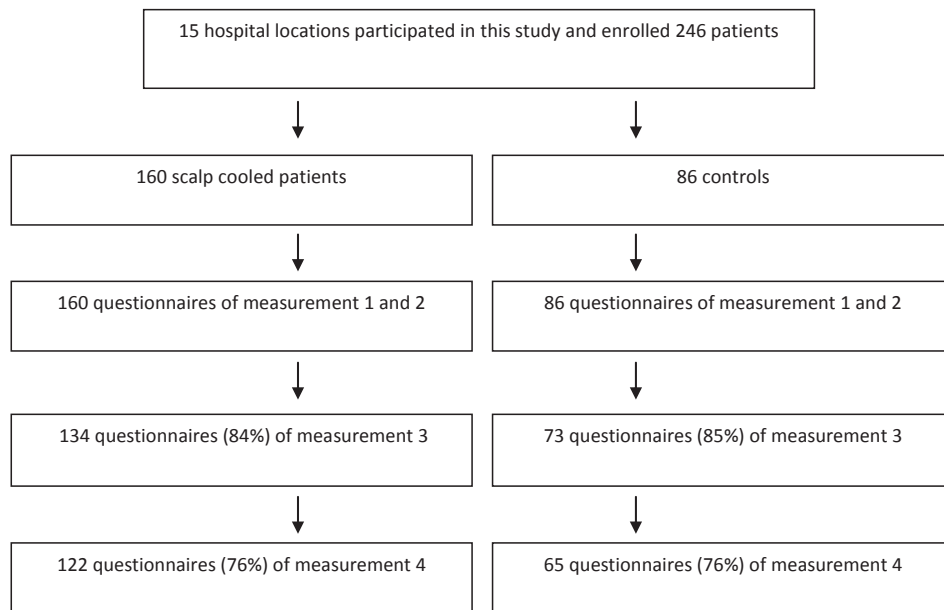 15 hospital locations participated in this study and enrolled 246 patients
160 scalp cooled patients
86 controls
160 questionnaires of measurement 1 and 2
86 questionnaires of measurement 1 and 2
134 questionnaires (84%) of measurement 3
73 questionnaires (85%) of measurement 3
122 questionnaires (76%) of measurement 4
65 questionnaires (76%) of measurement 4